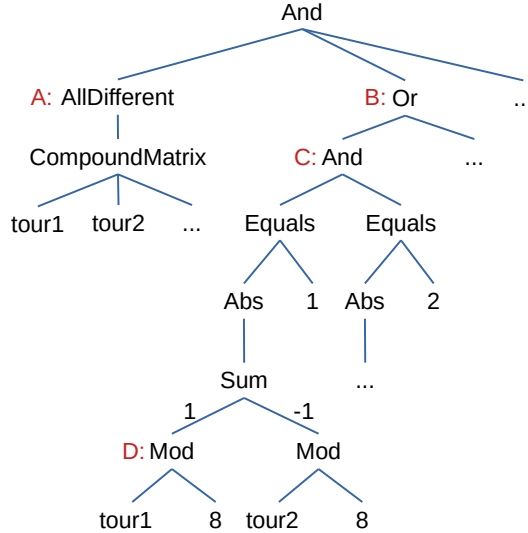 And
A: AllDifferent
B: Or
..
CompoundMatrix
C: And
...
tour1
tour2
...
Equals
Equals
Abs
1
Abs
2
Sum
...
1
-1
D: Mod
Mod
tour1
8
tour2
8